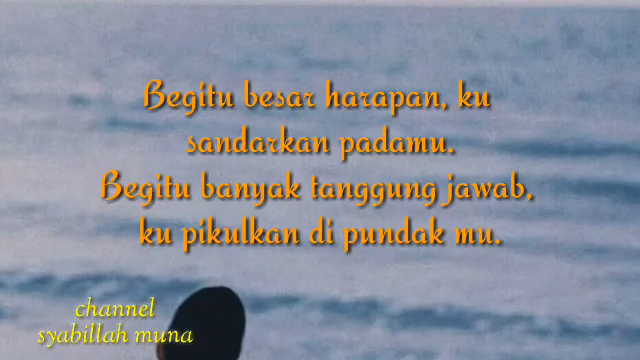 Begitu besar harapan, ku
sandarkan padamu.
Begitu banyak tanggung jawab,
ku pikulkan di pundak mu.
channel
syabillah muna